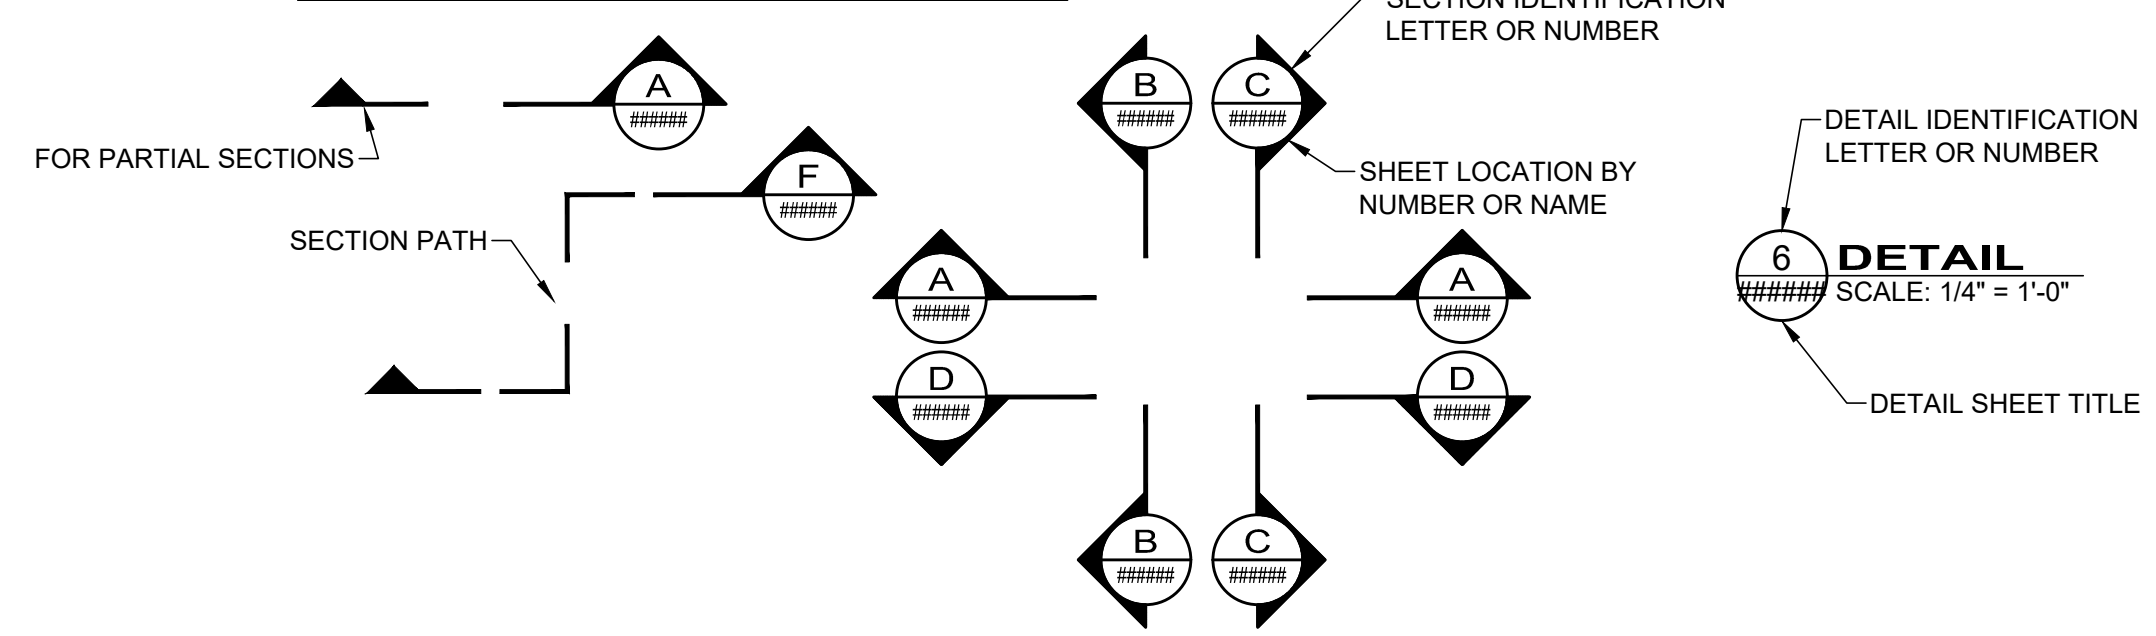 SECTION IDENTIFICATION
LETTER OR NUMBER
A
######
FOR PARTIAL SECTIONS
B
######
C
######
SHEET LOCATION BY
NUMBER OR NAME
DETAIL IDENTIFICATION
LETTER OR NUMBER
F
######
SECTION PATH
A
######
A
######
6
######
DETAIL
SCALE: 1/4" = 1'-0"
D
######
D
######
DETAIL SHEET TITLE
B
######
C
######